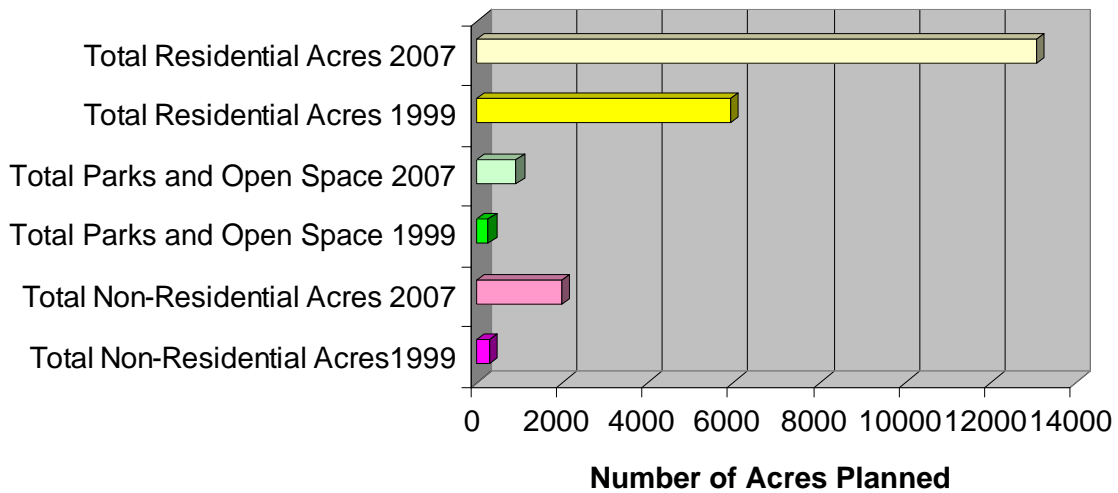 Total Residential Acres 2007
Total Residential Acres 1999
Total Parks and Open Space 2007
Total Parks and Open Space 1999
Total Non-Residential Acres 2007
Total Non-Residential Acres1999
0 2000 4000 6000 8000 10000 12000 14000
Number of Acres Planned